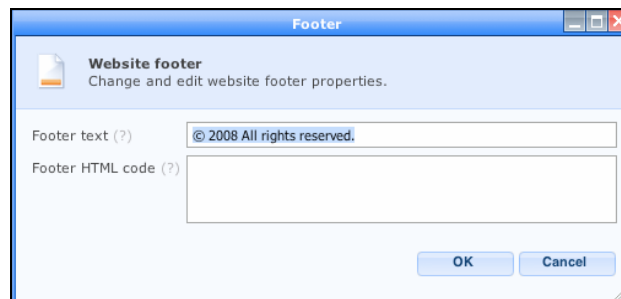 Footer
Website footer
Change and edit website footer properties.
Footer text (?)
© 2008 All rights reserved.
Footer HTML code (?)
OK
Cancel